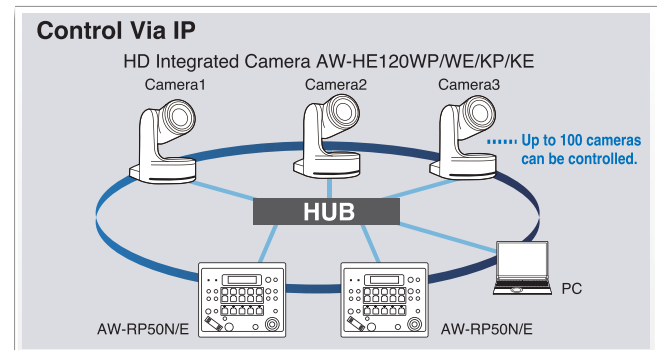 Control Via IP
HD Integrated Camera AW-HE120WP/WE/KP/KE
Camera1
Camera2
Camera3
Up to 100 cameras
can be controlled.
HUB
PC
AW-RP50N/E
AW-RP50N/E